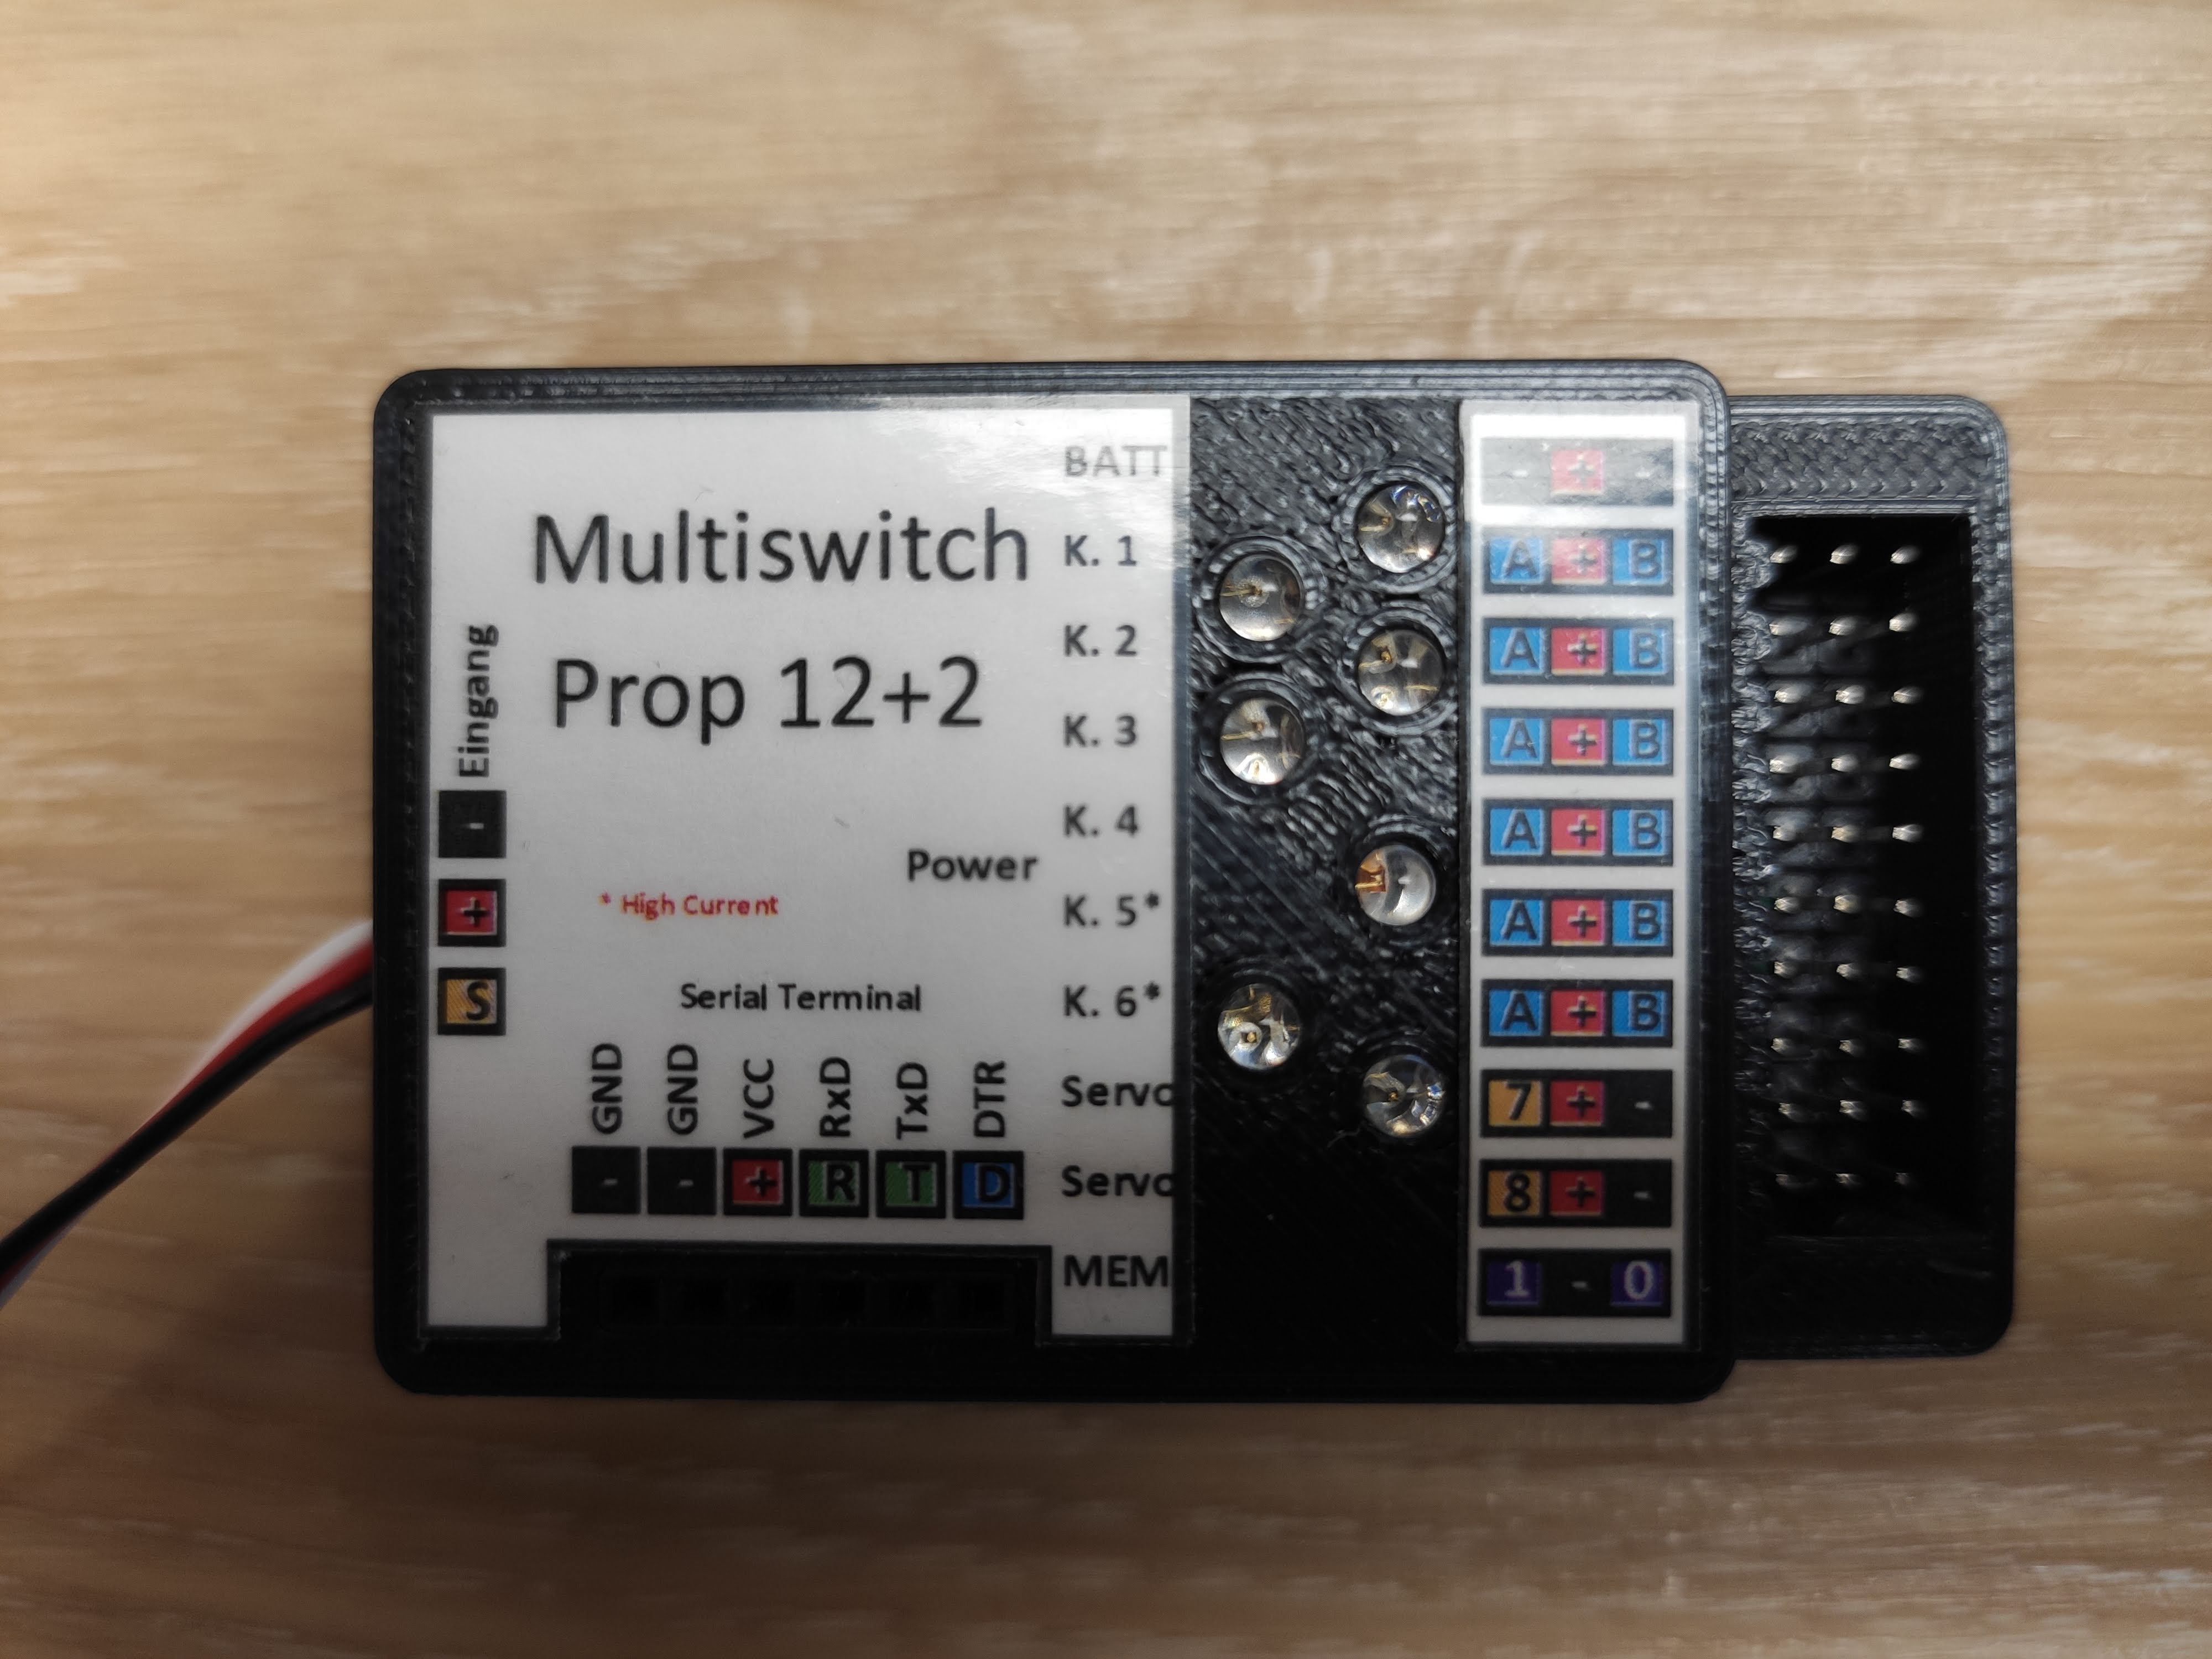 Multiswitch
Prop 12+2
Eingang
-
+
S
Power
* High Current
Serial Terminal
GND GND VCC RxD TxD DTR
- - + R T D
BATT - + -
K. 1 A + B
K. 2 A + B
K. 3 A + B
K. 4 A + B
K. 5* A + B
K. 6* A + B
Servo 7 + -
Servo 8 + -
MEM 1 - 0